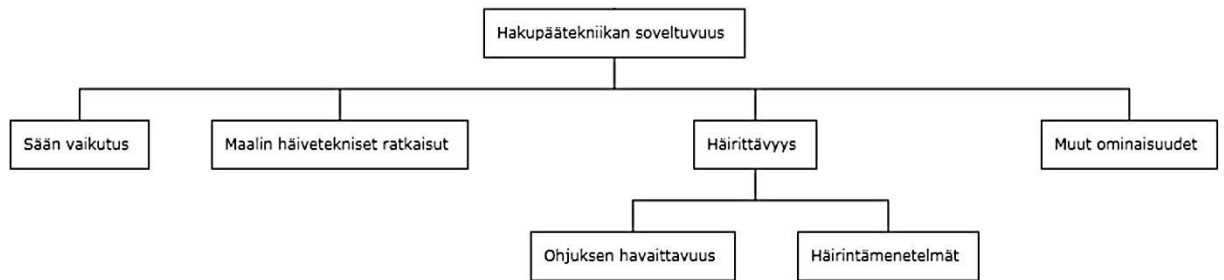 Hakupäätekniikan soveltuvuus
Sään vaikutus
Maalin häivetekniset ratkaisut
Häirittävyys
Muut ominaisuudet
Ohjuksen havaittavuus
Häirintämenetelmät